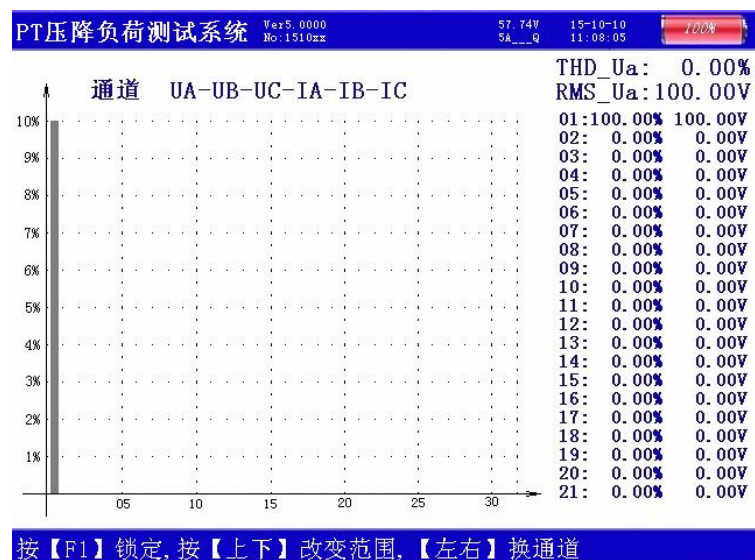 PT压降负荷测试系统 Ver5.0000 57.74V 15-10-10 100%
No:1510xx 5A___Q 11:08:05
THD_Ua: 0.00%
通道 UA-UB-UC-IA-IB-IC RMS_Ua:100.00V
10% 01:100.00% 100.00V
02: 0.00% 0.00V
9% 03: 0.00% 0.00V
04: 0.00% 0.00V
8% 05: 0.00% 0.00V
06: 0.00% 0.00V
7% 07: 0.00% 0.00V
08: 0.00% 0.00V
6% 09: 0.00% 0.00V
10: 0.00% 0.00V
5% 11: 0.00% 0.00V
12: 0.00% 0.00V
4% 13: 0.00% 0.00V
14: 0.00% 0.00V
3% 15: 0.00% 0.00V
16: 0.00% 0.00V
2% 17: 0.00% 0.00V
18: 0.00% 0.00V
1% 19: 0.00% 0.00V
20: 0.00% 0.00V
21: 0.00% 0.00V
05 10 15 20 25 30
按【F1】锁定,按【上下】改变范围,【左右】换通道